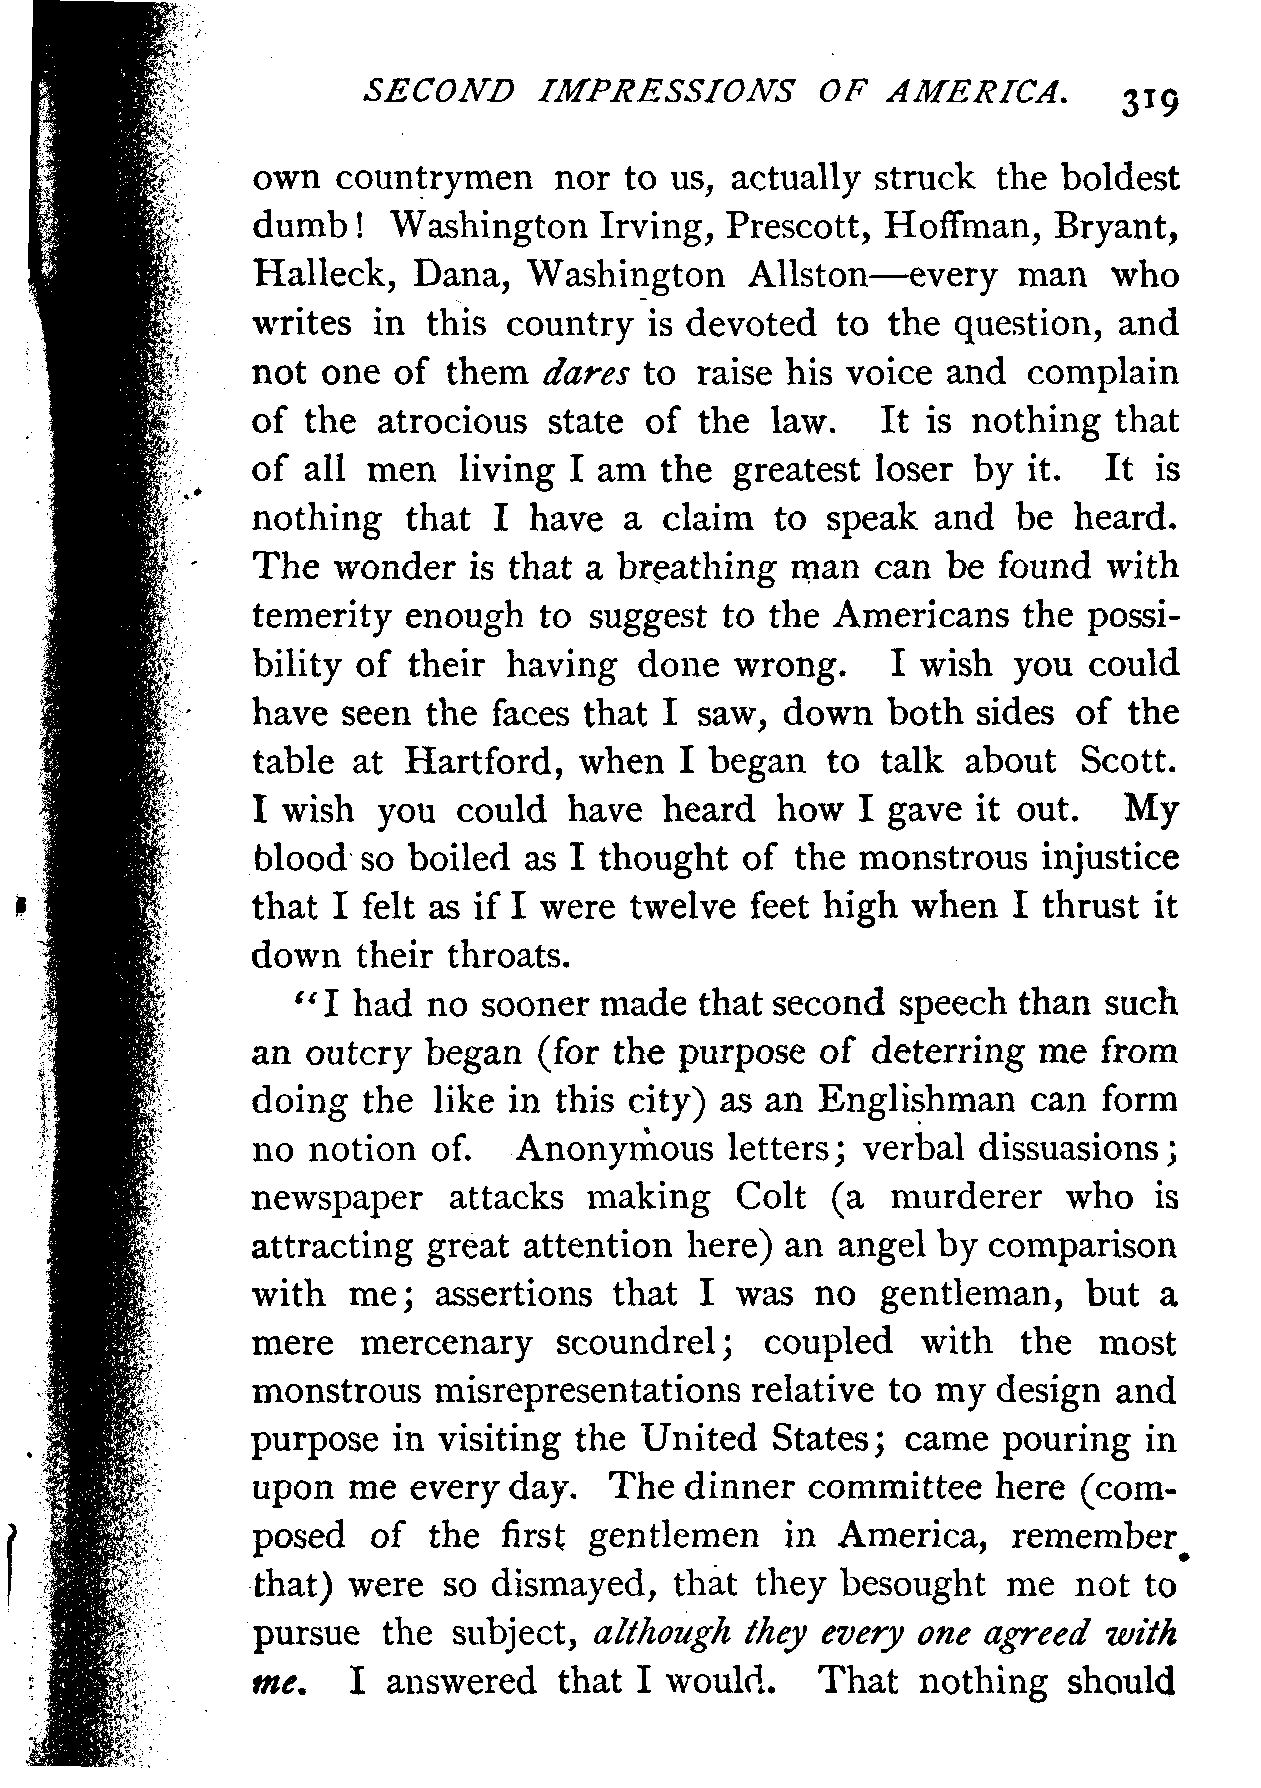 SECOND IMPRESSIONS OF AMERICA. 319
own countrymen nor to us, actually struck the boldest
dumb! Washington Irving, Prescott, Hoffman, Bryant,
Halleck, Dana, Washington Allston—every man who
writes in this country is devoted to the question, and
not one of them dares to raise his voice and complain
of the atrocious state of the law. It is nothing that
of all men living I am the greatest loser by it. It is
nothing that I have a claim to speak and be heard.
The wonder is that a breathing man can be found with
temerity enough to suggest to the Americans the possi-
bility of their having done wrong. I wish you could
have seen the faces that I saw, down both sides of the
table at Hartford, when I began to talk about Scott.
I wish you could have heard how I gave it out. My
blood so boiled as I thought of the monstrous injustice
that I felt as if I were twelve feet high when I thrust it
down their throats.
"I had no sooner made that second speech than such
an outcry began (for the purpose of deterring me from
doing the like in this city) as an Englishman can form
no notion of. Anonymous letters; verbal dissuasions;
newspaper attacks making Colt (a murderer who is
attracting great attention here) an angel by comparison
with me; assertions that I was no gentleman, but a
mere mercenary scoundrel; coupled with the most
monstrous misrepresentations relative to my design and
purpose in visiting the United States; came pouring in
upon me every day. The dinner committee here (com-
posed of the first gentlemen in America, remember
that) were so dismayed, that they besought me not to
pursue the subject, although they every one agreed with
me. I answered that I would. That nothing should